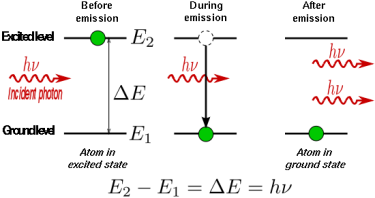 Before
emission
During
emission
After
emission
Excited level
E₂
hν
Incident photon
ΔE
hν
hν
hν
Ground level
E₁
Atom in
excited state
Atom in
ground state
E₂ − E₁ = ΔE = hν